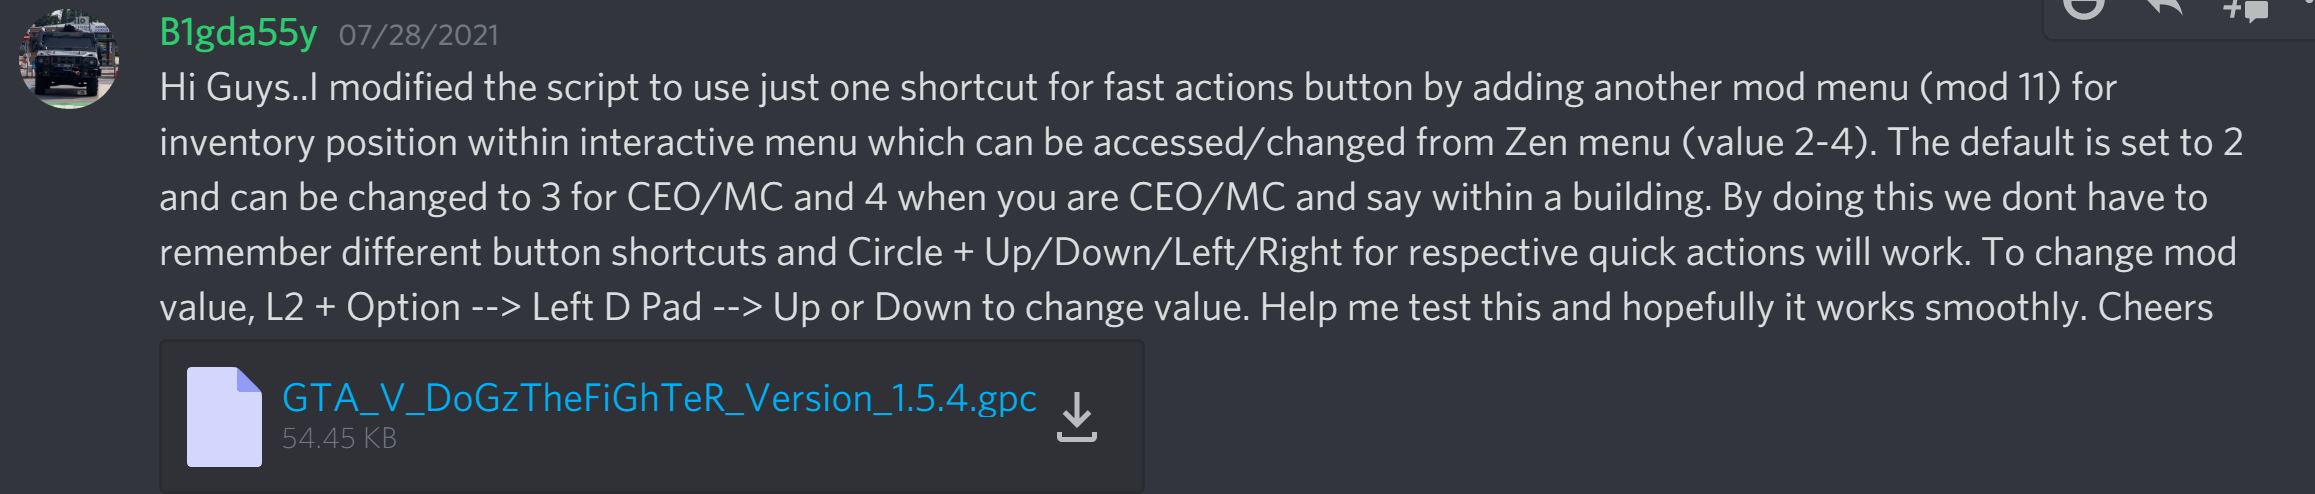 B1gda55y 07/28/2021
Hi Guys..I modified the script to use just one shortcut for fast actions button by adding another mod menu (mod 11) for
inventory position within interactive menu which can be accessed/changed from Zen menu (value 2-4). The default is set to 2
and can be changed to 3 for CEO/MC and 4 when you are CEO/MC and say within a building. By doing this we dont have to
remember different button shortcuts and Circle + Up/Down/Left/Right for respective quick actions will work. To change mod
value, L2 + Option --> Left D Pad --> Up or Down to change value. Help me test this and hopefully it works smoothly. Cheers
GTA_V_DoGzTheFiGhTeR_Version_1.5.4.gpc
54.45 KB